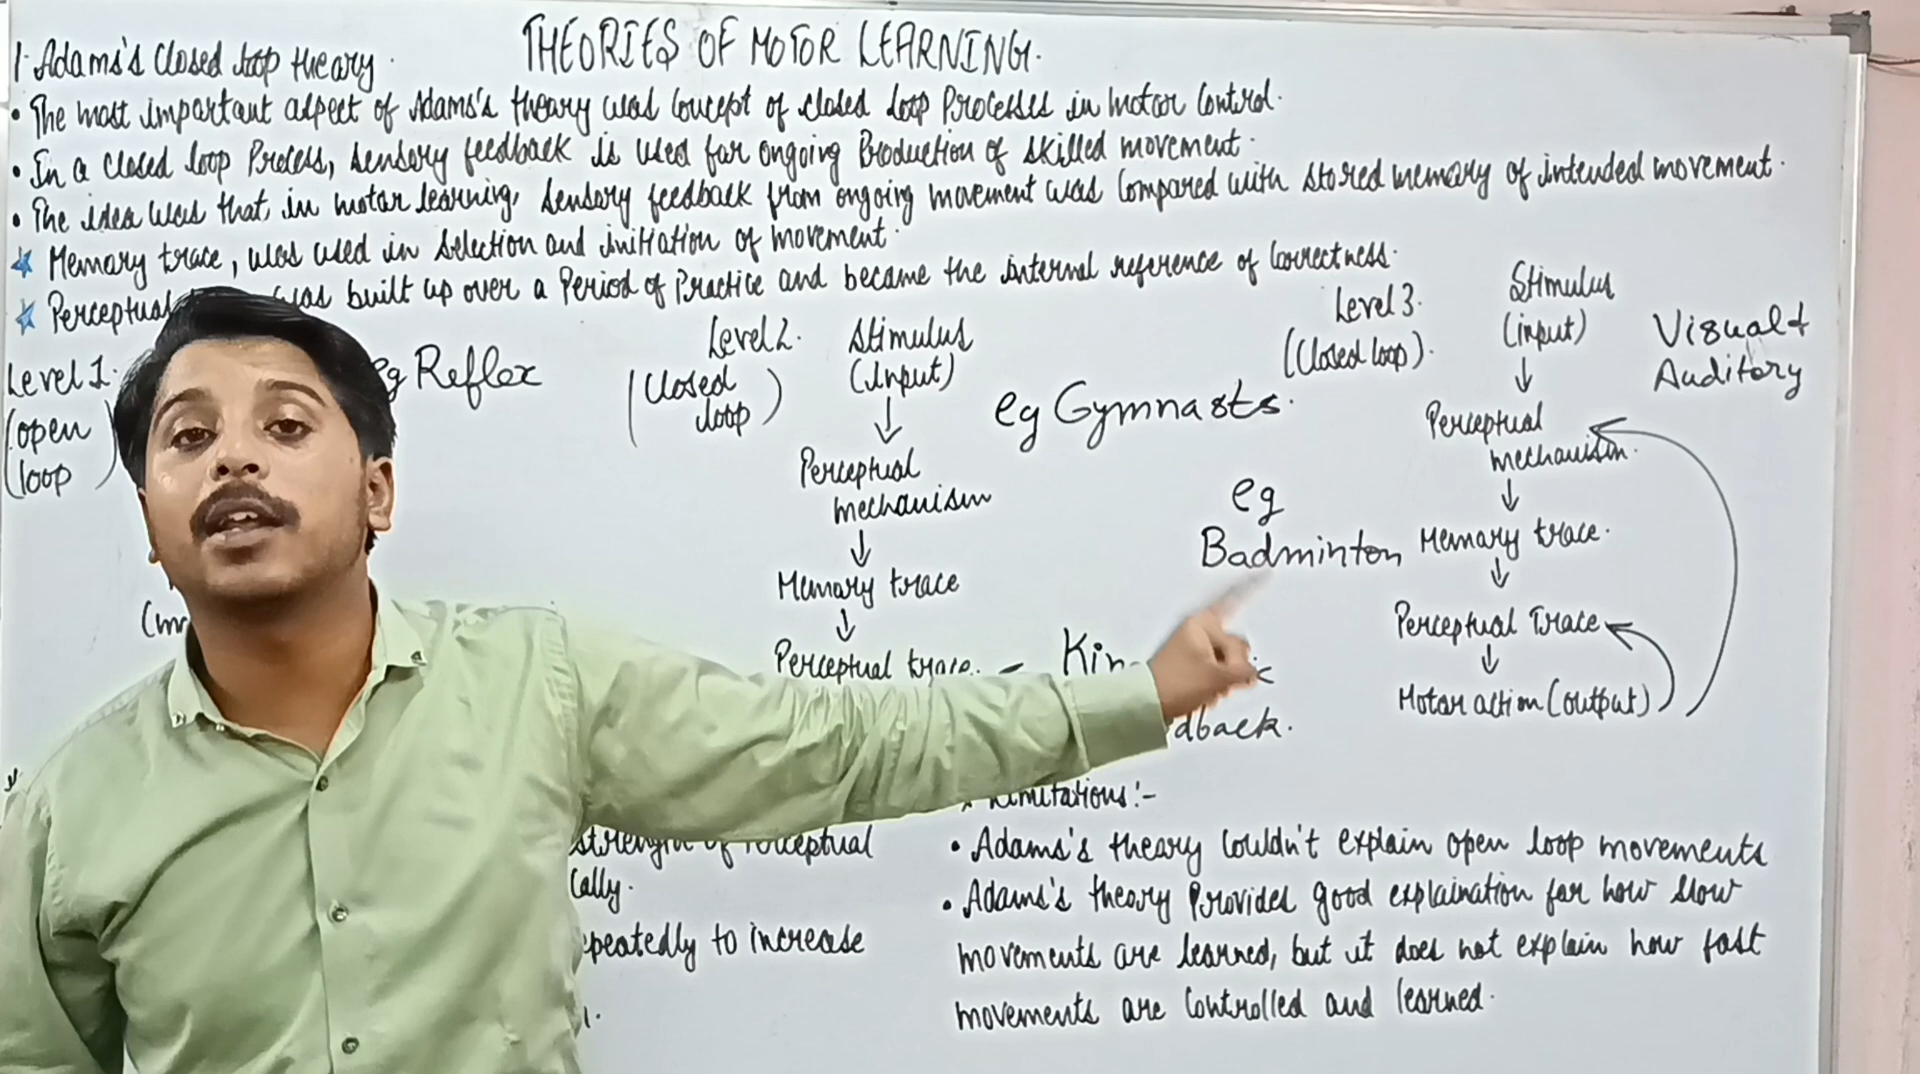 THEORIES OF MOTOR LEARNING.
1. Adams's Closed loop theory.
• The most important aspect of Adams's theory was concept of closed loop Processes in motor control.
• In a closed loop Process, sensory feedback is used for ongoing Production of skilled movement.
• The idea was that, in motor learning, sensory feedback from ongoing movement was compared with stored memory of intended movement.
★ Memory trace, was used in selection and initiation of movement.
★ Perceptual was built up over a Period of Practice and became the internal reference of correctness.
Level 1.
(open
loop)
eg Reflex
Level 2.
(Closed
loop)
Stimulus
(Input)
↓
Perceptual
mechanism
↓
Memory trace
↓
Perceptual trace. -
eg Gymnasts.
dback.
Level 3.
(Closed loop).
Stimulus
(input)
↓
Perceptual
mechanism.
↓
Memory trace.
↓
Perceptual Trace
↓
Motor action (output)
Visual &
Auditory
eg
Badminton
strength of Perceptual
cally.
epeatedly to increase
Limitations:-
• Adams's theory couldn't explain open loop movements
• Adams's theory Provides good explaination for how slow
movements are learned, but it does not explain how fast
movements are controlled and learned.